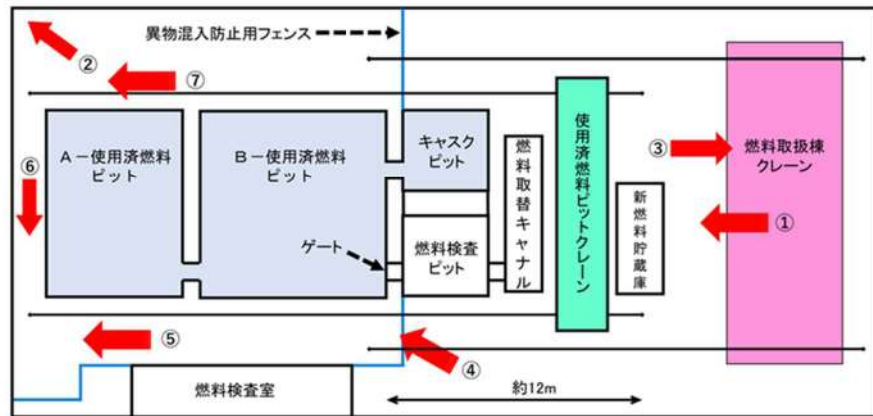 異物混入防止用フェンス
②
⑦
A－使用済燃料
ピット
B－使用済燃料
ピット
キャスク
ピット
燃料取替キャナル
使用済燃料ピットクレーン
③
燃料取扱棟
クレーン
⑥
新燃料貯蔵庫
①
ゲート
燃料検査
ピット
⑤
④
燃料検査室
約12m